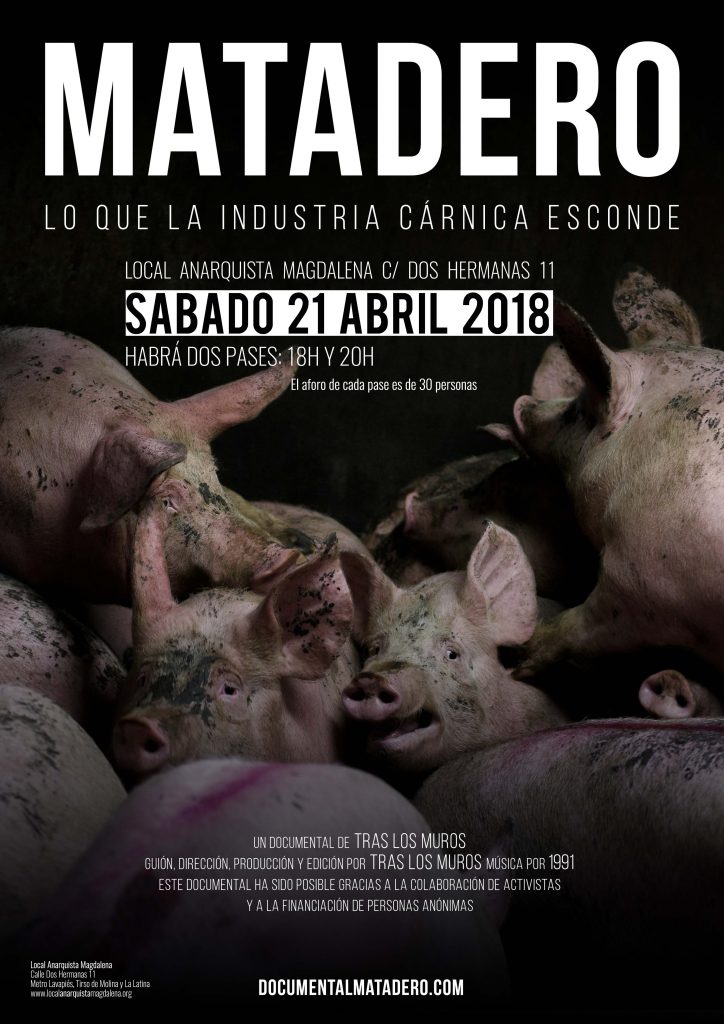 MATADERO
LO QUE LA INDUSTRIA CÁRNICA ESCONDE
LOCAL ANARQUISTA MAGDALENA C/ DOS HERMANAS 11
SABADO 21 ABRIL 2018
HABRÁ DOS PASES: 18H Y 20H
El aforo de cada pase es de 30 personas
UN DOCUMENTAL DE TRAS LOS MUROS
GUIÓN, DIRECCIÓN, PRODUCCIÓN Y EDICIÓN POR TRAS LOS MUROS MÚSICA POR 1991
ESTE DOCUMENTAL HA SIDO POSIBLE GRACIAS A LA COLABORACIÓN DE ACTIVISTAS
Y A LA FINANCIACIÓN DE PERSONAS ANÓNIMAS
Local Anarquista Magdalena
Calle Dos Hermanas 11
Metro Lavapiés, Tirso de Molina y La Latina
www.localanarquistamagdalena.org
DOCUMENTALMATADERO.COM